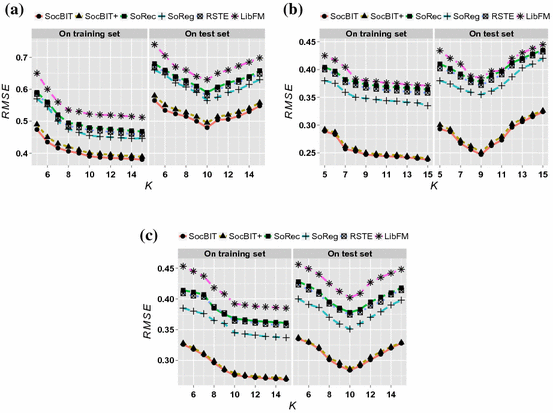 (a)
SocBIT SocBIT+ SoRec SoReg RSTE LibFM
On training set On test set
0.7
0.6
0.5
0.4
RMSE
6 8 10 12 14 6 8 10 12 14
K
(b)
SocBIT SocBIT+ SoRec SoReg RSTE LibFM
On training set On test set
0.45
0.40
0.35
0.30
0.25
RMSE
5 7 9 11 13 15 5 7 9 11 13 15
K
(c)
SocBIT SocBIT+ SoRec SoReg RSTE LibFM
On training set On test set
0.45
0.40
0.35
0.30
RMSE
6 8 10 12 14 6 8 10 12 14
K